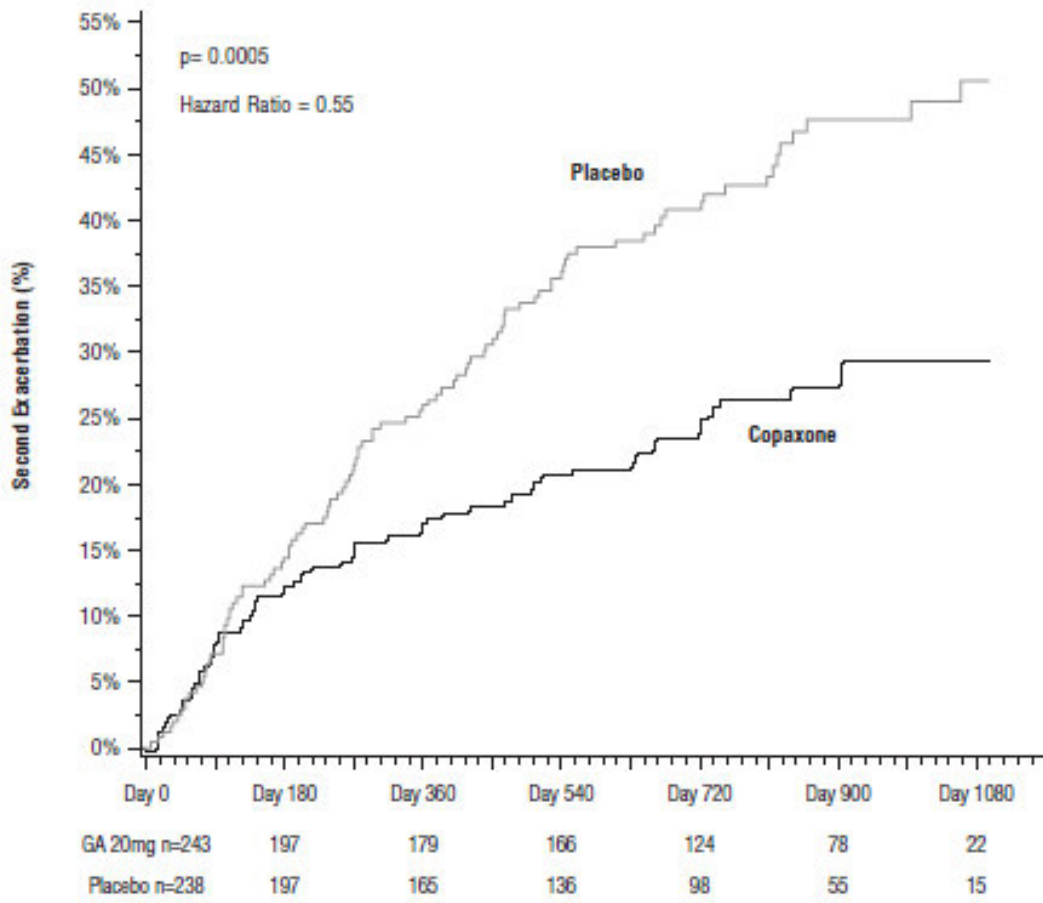 55%
p= 0.0005
50%
Hazard Ratio = 0.55
45%
Placebo
40%
35%
Second Exacerbation (%)
30%
25%
Copaxone
20%
15%
10%
5%
0%
Day 0 Day 180 Day 360 Day 540 Day 720 Day 900 Day 1080
GA 20mg n=243 197 179 166 124 78 22
Placebo n=238 197 165 136 98 55 15